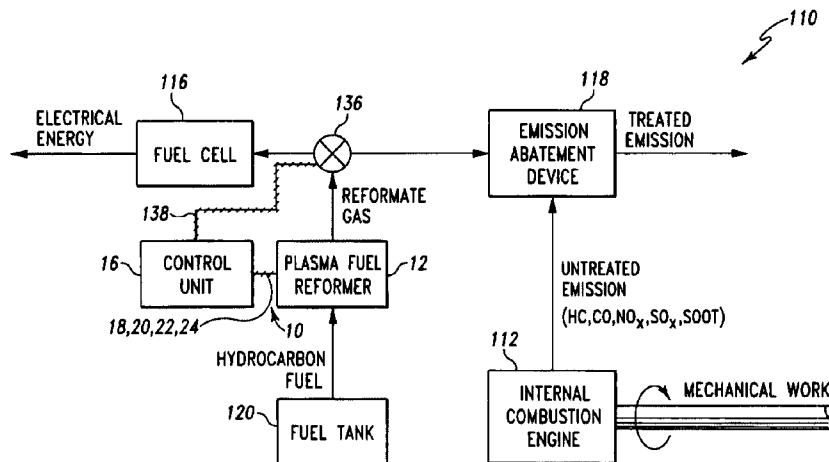 110
116
136
118
ELECTRICAL
ENERGY
FUEL CELL
EMISSION
ABATEMENT
DEVICE
TREATED
EMISSION
REFORMATE
GAS
138
16
CONTROL
UNIT
PLASMA FUEL
REFORMER
12
UNTREATED
EMISSION
(HC,CO,NOₓ,SOₓ,SOOT)
18,20,22,24
10
HYDROCARBON
FUEL
112
120
FUEL TANK
INTERNAL
COMBUSTION
ENGINE
MECHANICAL WORK